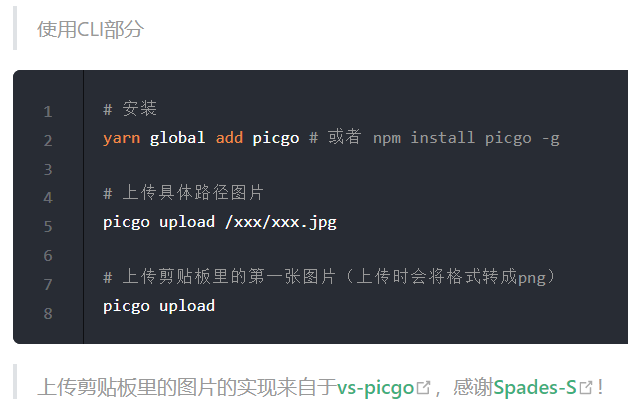 使用CLI部分
1 # 安装
2 yarn global add picgo # 或者 npm install picgo -g
3
4 # 上传具体路径图片
5 picgo upload /xxx/xxx.jpg
6
7 # 上传剪贴板里的第一张图片（上传时会将格式转成png）
8 picgo upload
上传剪贴板里的图片的实现来自于vs-picgo，感谢Spades-S！